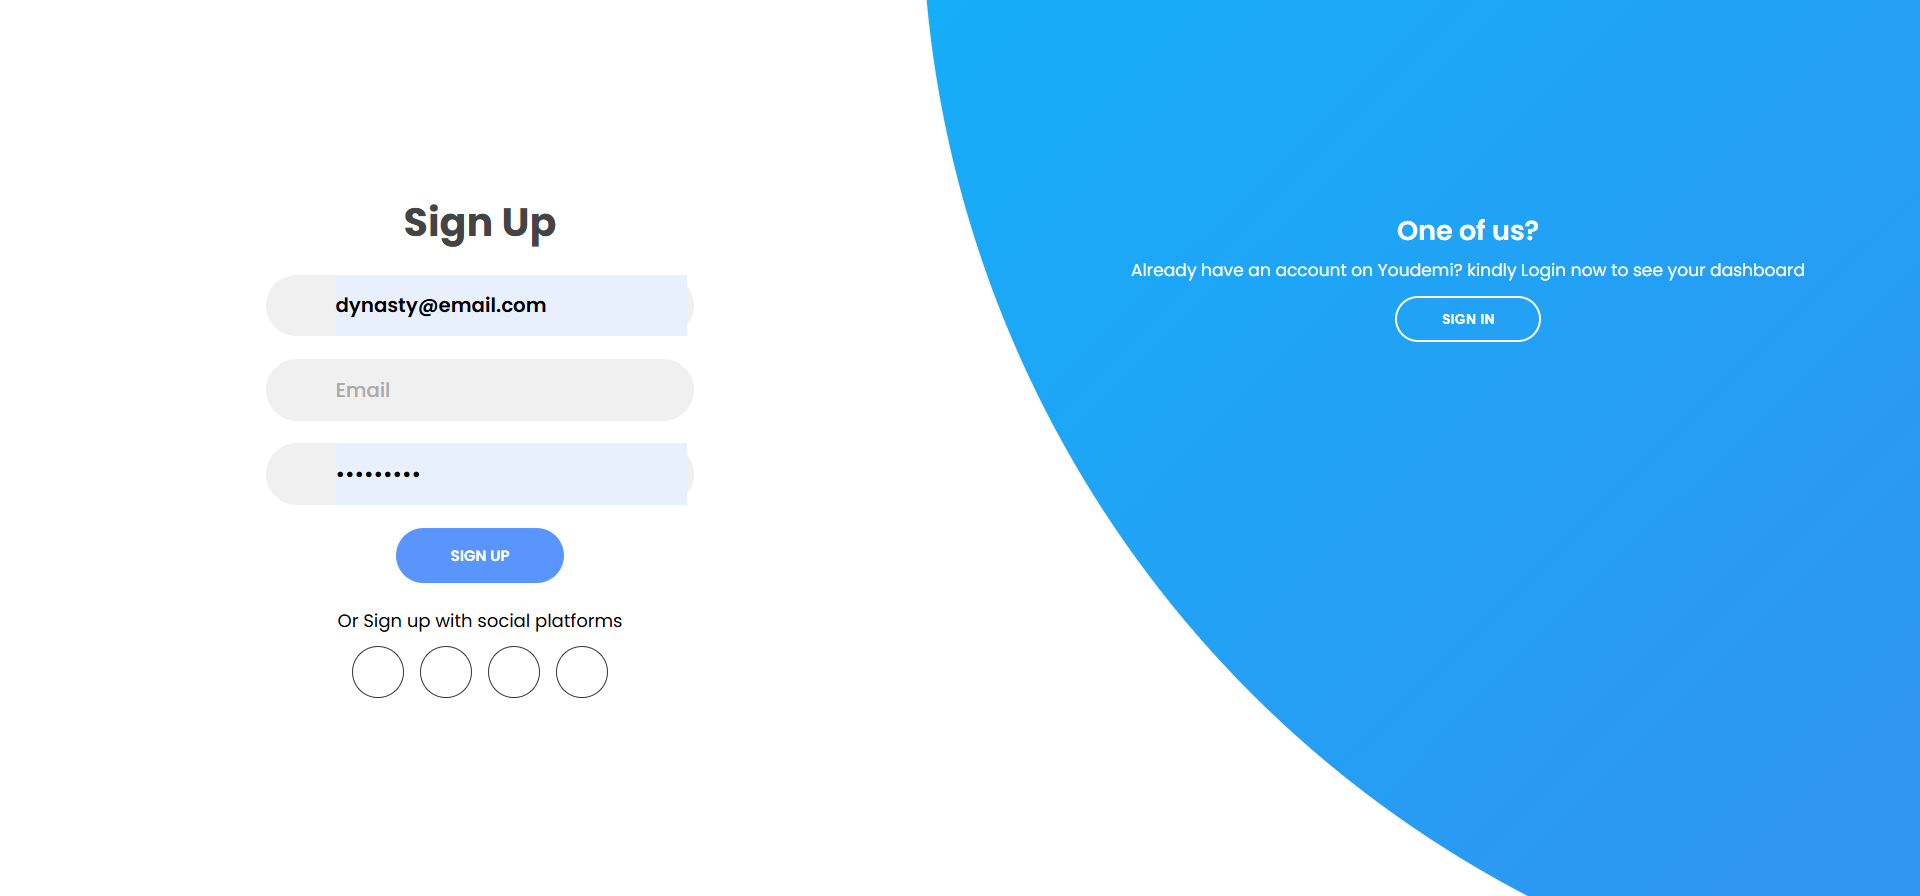 Sign Up
dynasty@email.com
Email
•••••••••
SIGN UP
Or Sign up with social platforms
One of us?
Already have an account on Youdemi? kindly Login now to see your dashboard
SIGN IN